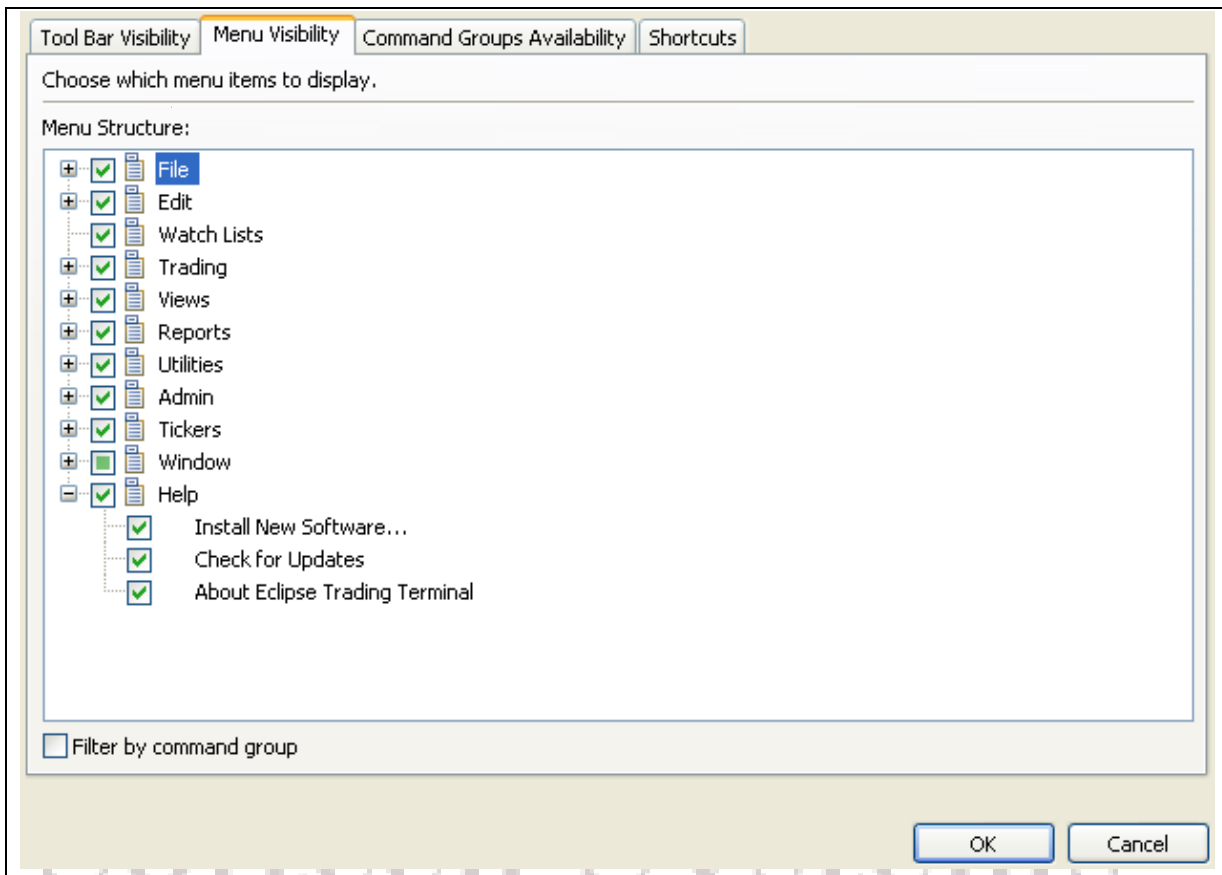 Tool Bar Visibility Menu Visibility Command Groups Availability Shortcuts
Choose which menu items to display.
Menu Structure:
File
Edit
Watch Lists
Trading
Views
Reports
Utilities
Admin
Tickers
Window
Help
Install New Software...
Check for Updates
About Eclipse Trading Terminal
Filter by command group
OK Cancel